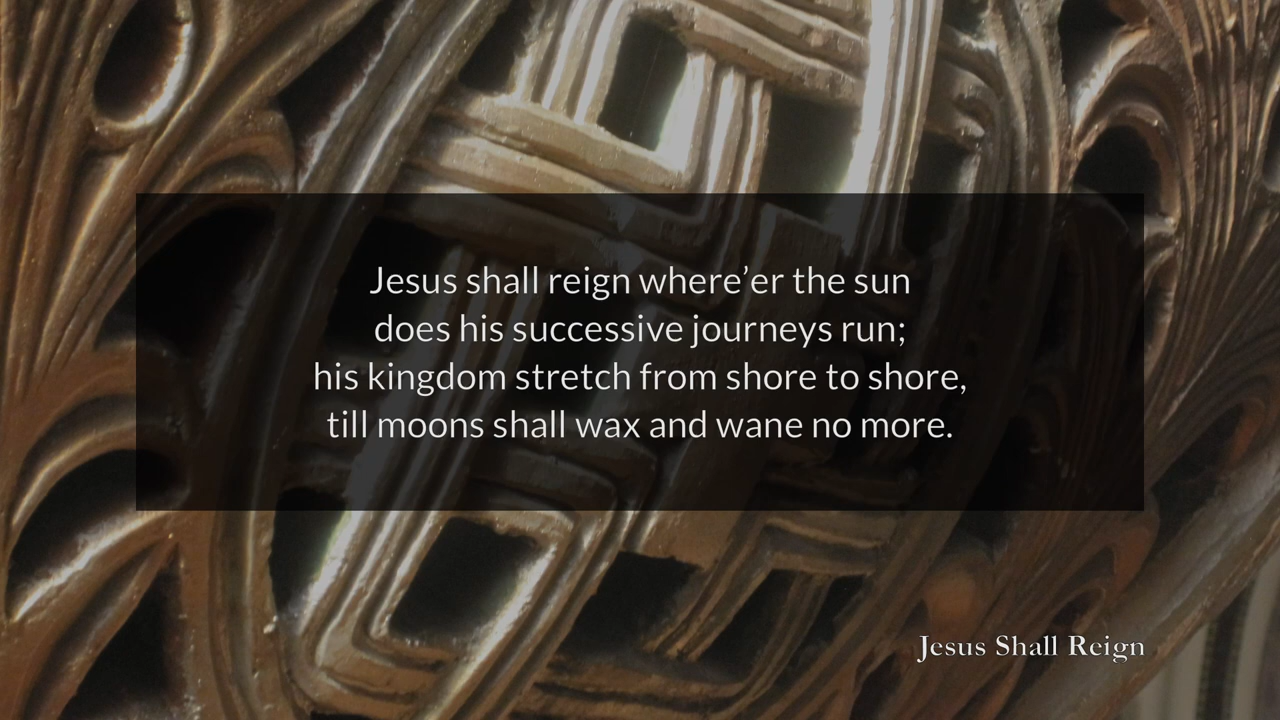 Jesus shall reign where’er the sun
does his successive journeys run;
his kingdom stretch from shore to shore,
till moons shall wax and wane no more.
Jesus Shall Reign